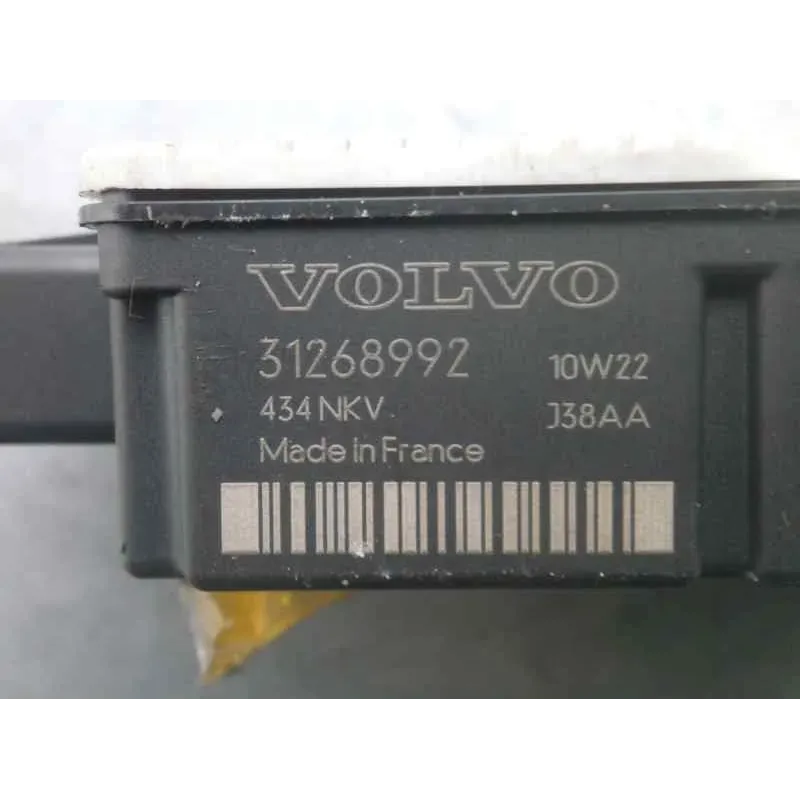 VOLVO
31268992 10W22
434 NKV J38AA
Made in France